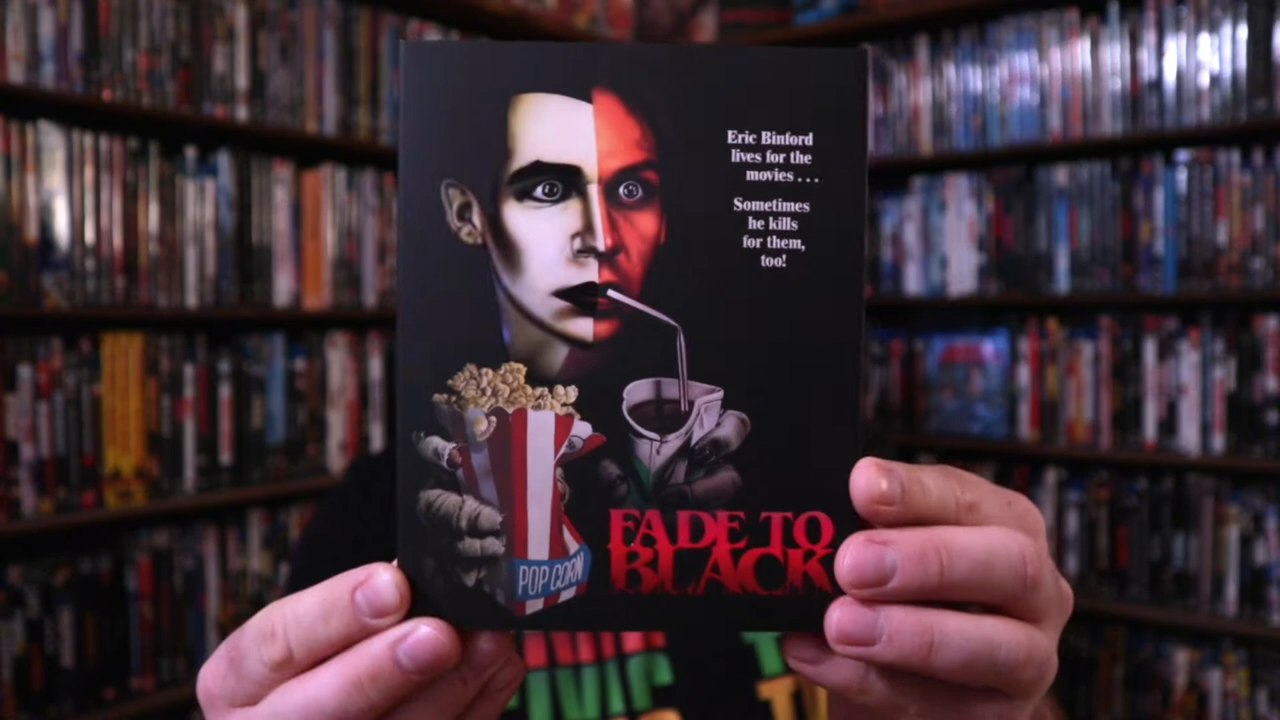 Eric Binford
lives for the
movies . . .
Sometimes
he kills
for them,
too!
POP CORN
FADE TO
BLACK